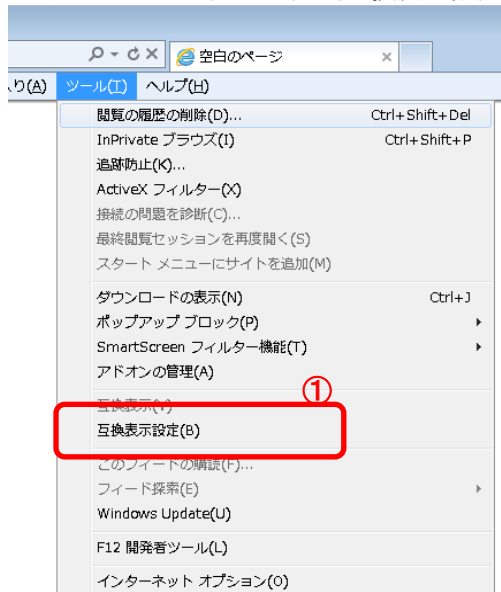 空白のページ
り(A) ツール(T) ヘルプ(H)
閲覧の履歴の削除(D)... Ctrl+Shift+Del
InPrivate ブラウズ(I) Ctrl+Shift+P
追跡防止(K)...
ActiveX フィルター(X)
接続の問題を診断(C)...
最終閲覧セッションを再度開く(S)
スタート メニューにサイトを追加(M)
ダウンロードの表示(N) Ctrl+J
ポップアップ ブロック(P)
SmartScreen フィルター機能(T)
アドオンの管理(A)
①
互換表示(V)
互換表示設定(B)
このフィードの購読(F)...
フィード探索(E)
Windows Update(U)
F12 開発者ツール(L)
インターネット オプション(O)